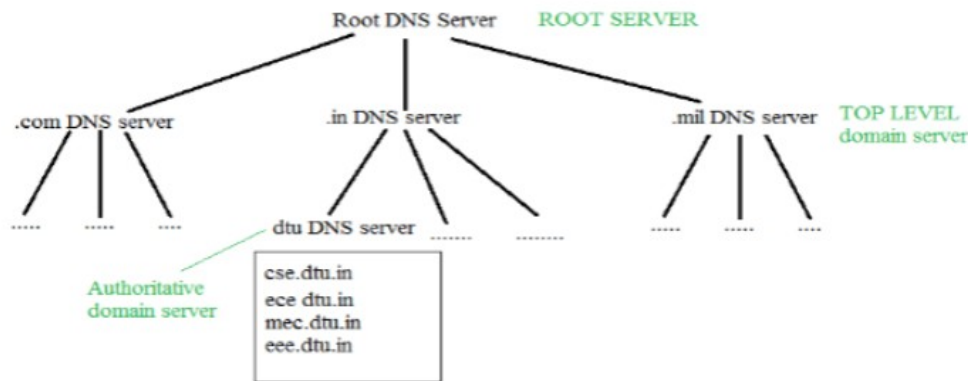 Root DNS Server ROOT SERVER
.com DNS server .in DNS server .mil DNS server TOP LEVEL
domain server
..... ..... .... dtu DNS server ...... ....... ..... ..... ....
Authoritative
domain server
cse.dtu.in
ece dtu.in
mec.dtu.in
eee.dtu.in